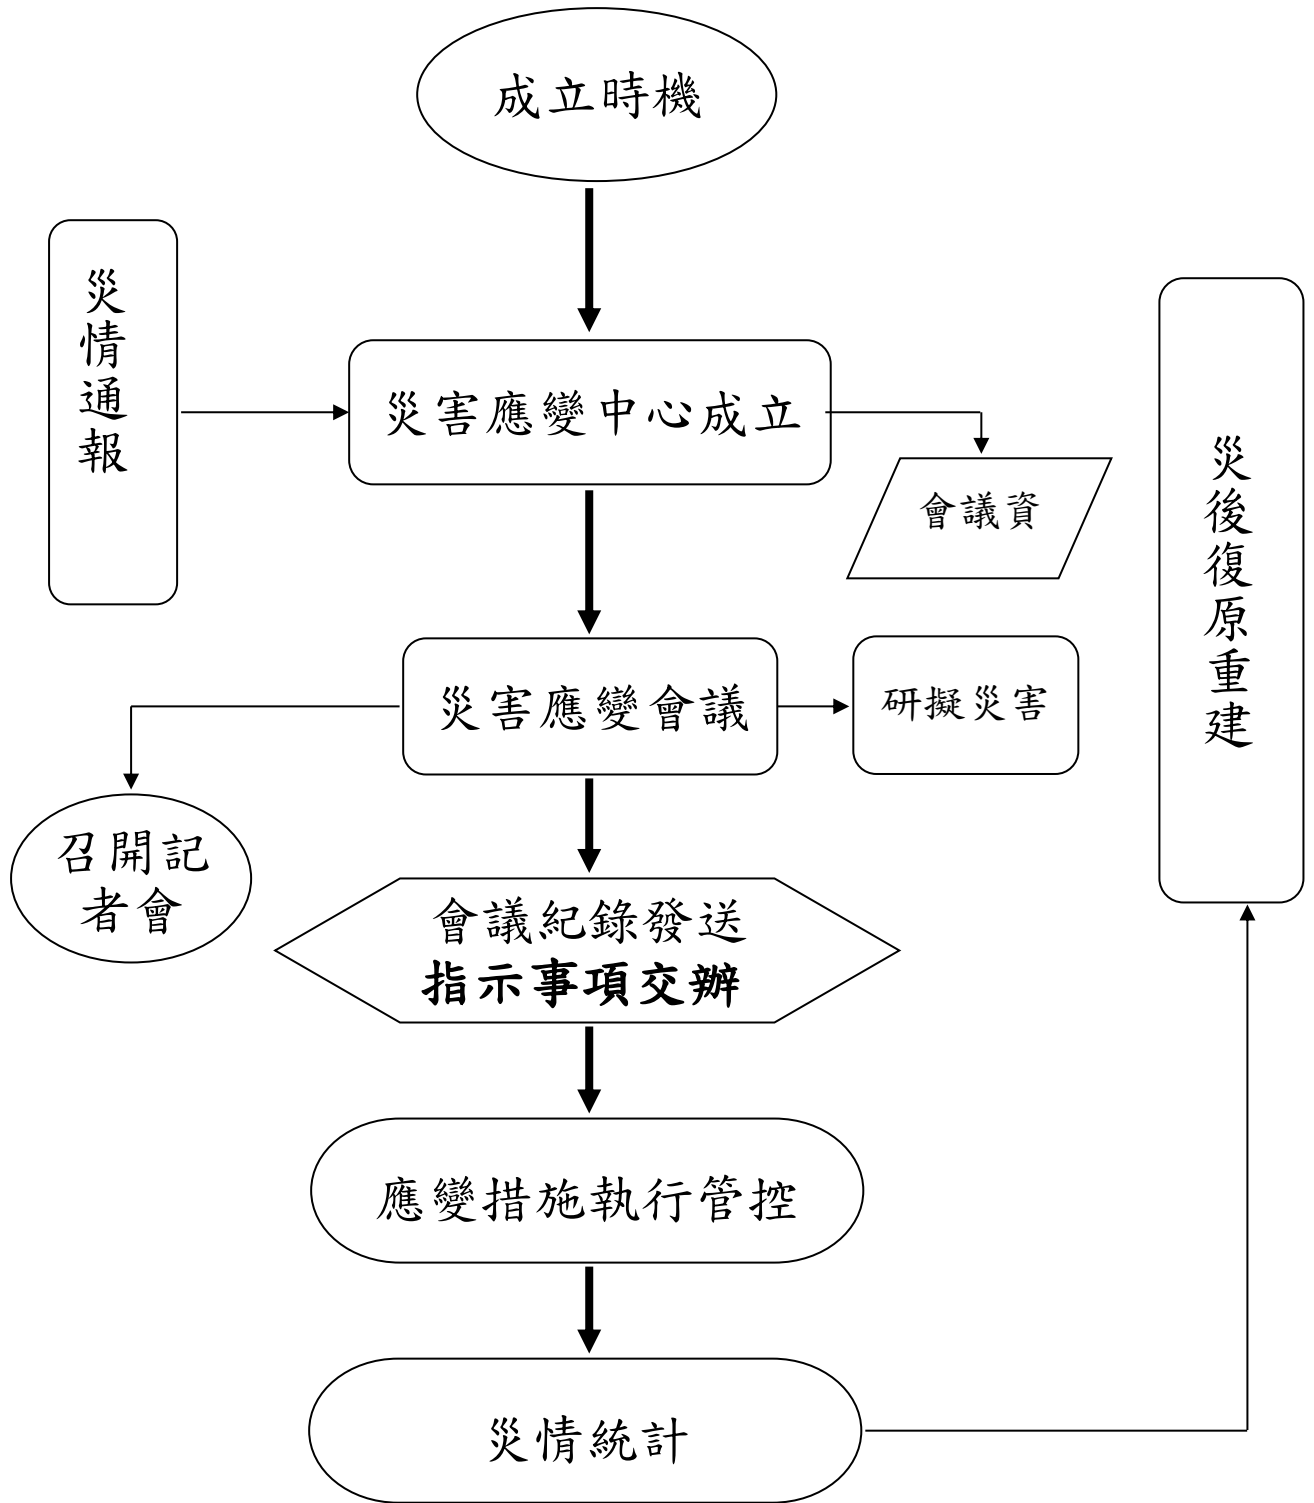 成立時機
災情通報
災害應變中心成立
會議資
災後復原重建
災害應變會議
研擬災害
召開記
者會
會議紀錄發送
指示事項交辦
應變措施執行管控
災情統計